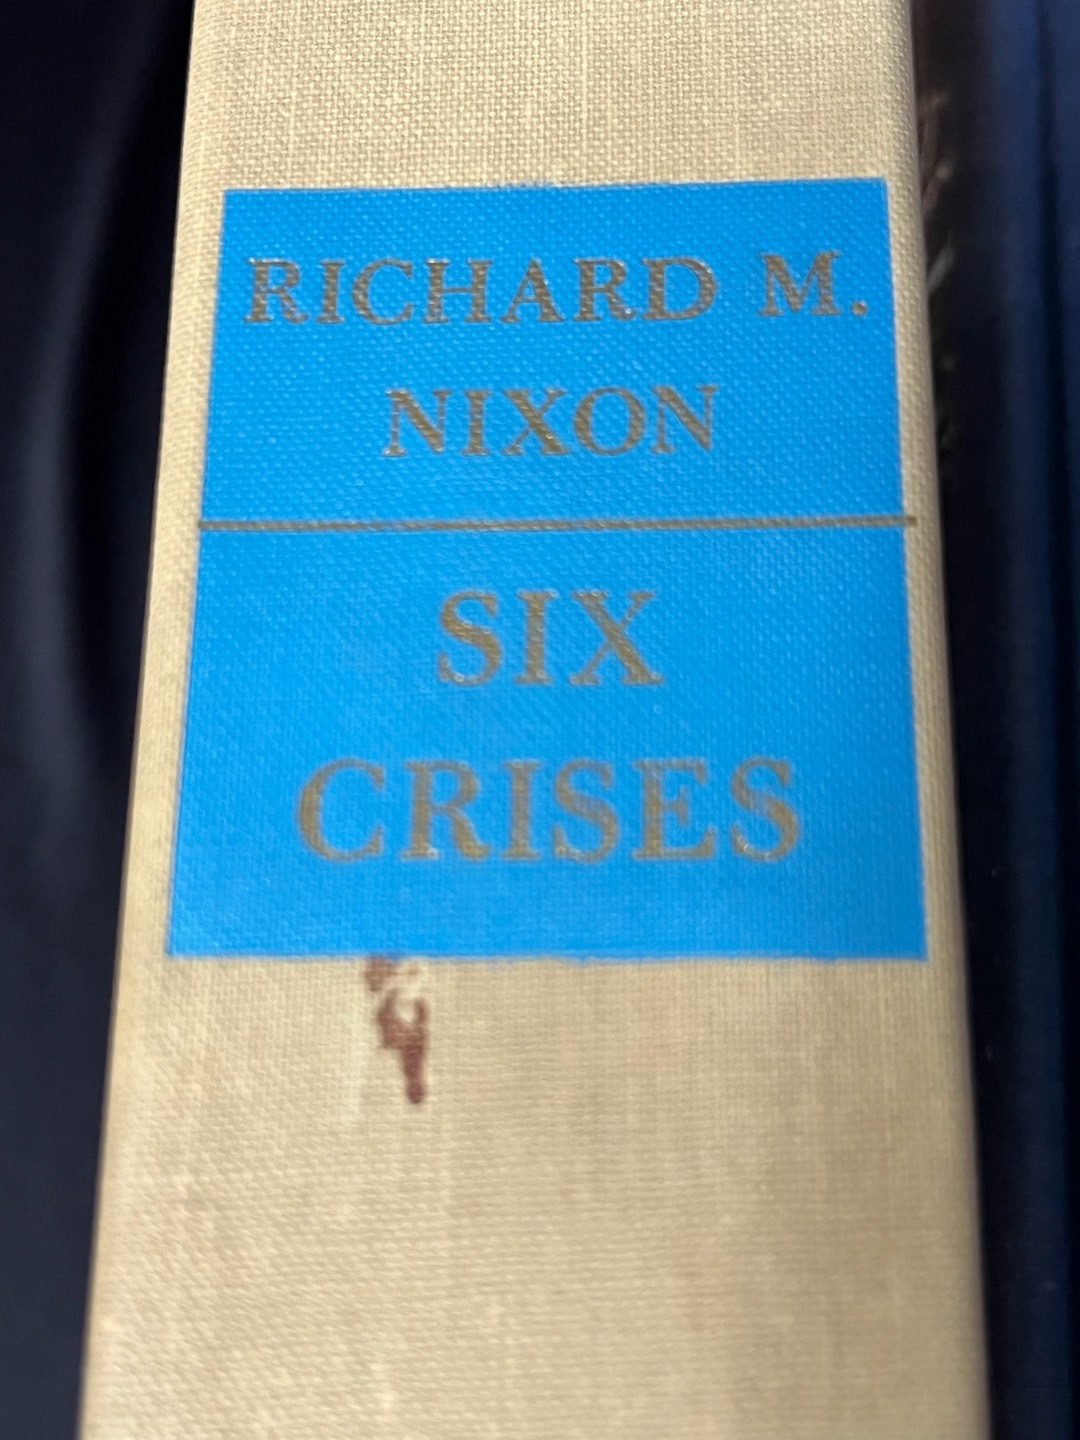 RICHARD M.
NIXON
SIX
CRISES